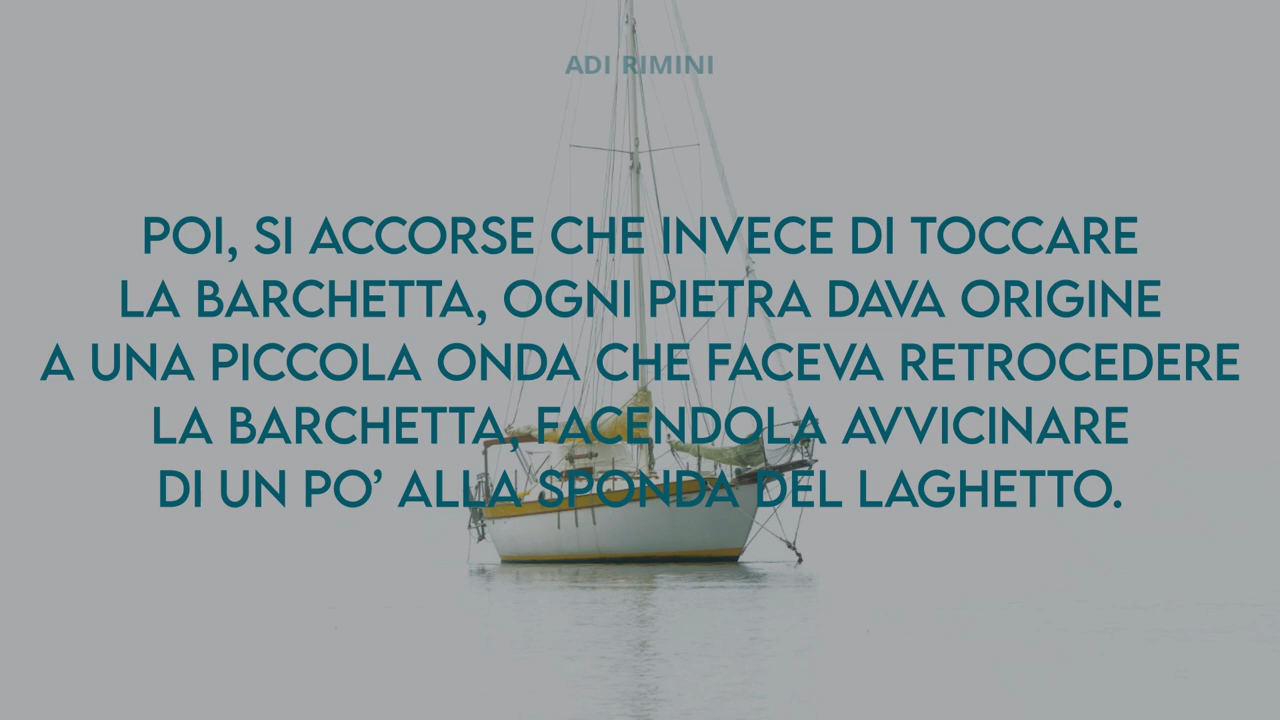 ADI RIMINI
POI, SI ACCORSE CHE INVECE DI TOCCARE
LA BARCHETTA, OGNI PIETRA DAVA ORIGINE
A UNA PICCOLA ONDA CHE FACEVA RETROCEDERE
LA BARCHETTA, FACENDOLA AVVICINARE
DI UN PO’ ALLA SPONDA DEL LAGHETTO.